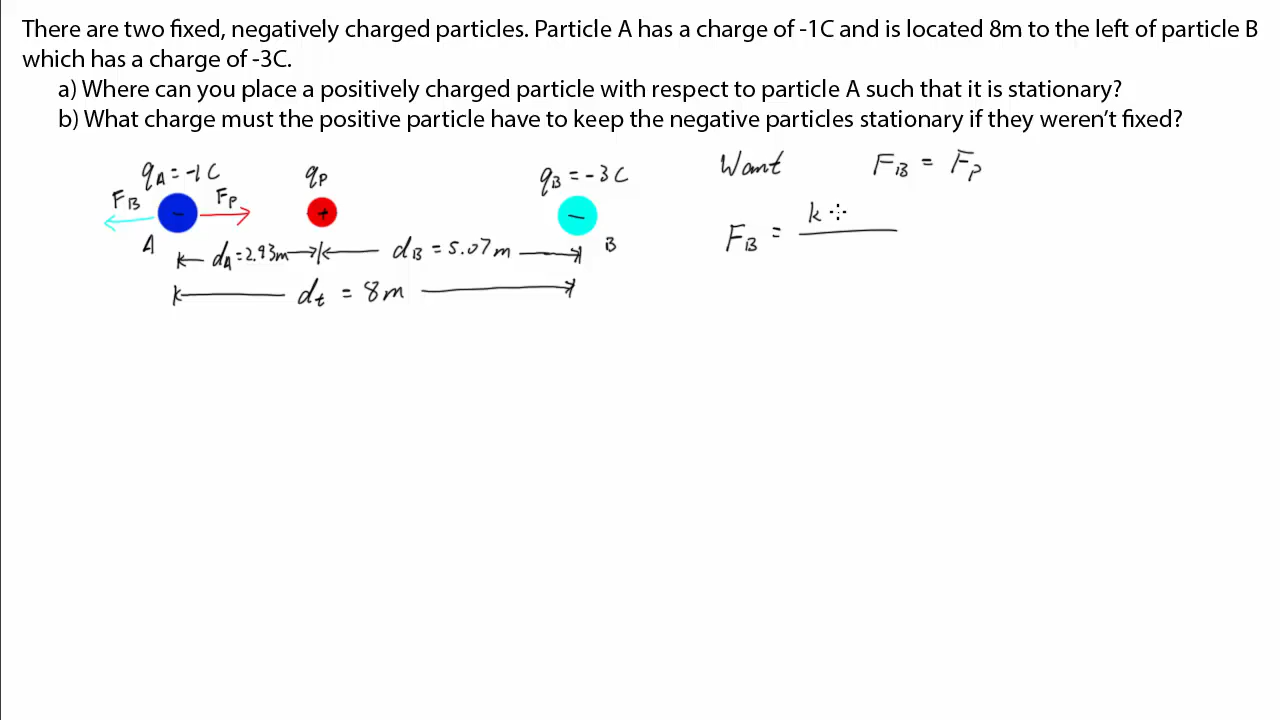 There are two fixed, negatively charged particles. Particle A has a charge of -1C and is located 8m to the left of particle B
which has a charge of -3C.
a) Where can you place a positively charged particle with respect to particle A such that it is stationary?
b) What charge must the positive particle have to keep the negative particles stationary if they weren't fixed?
qA = -1C
qP
qB = -3C
Want FB = FP
FB
FP
- + -
A
B
dA = 2.93m
dB = 5.07m
FB = k
dt = 8m